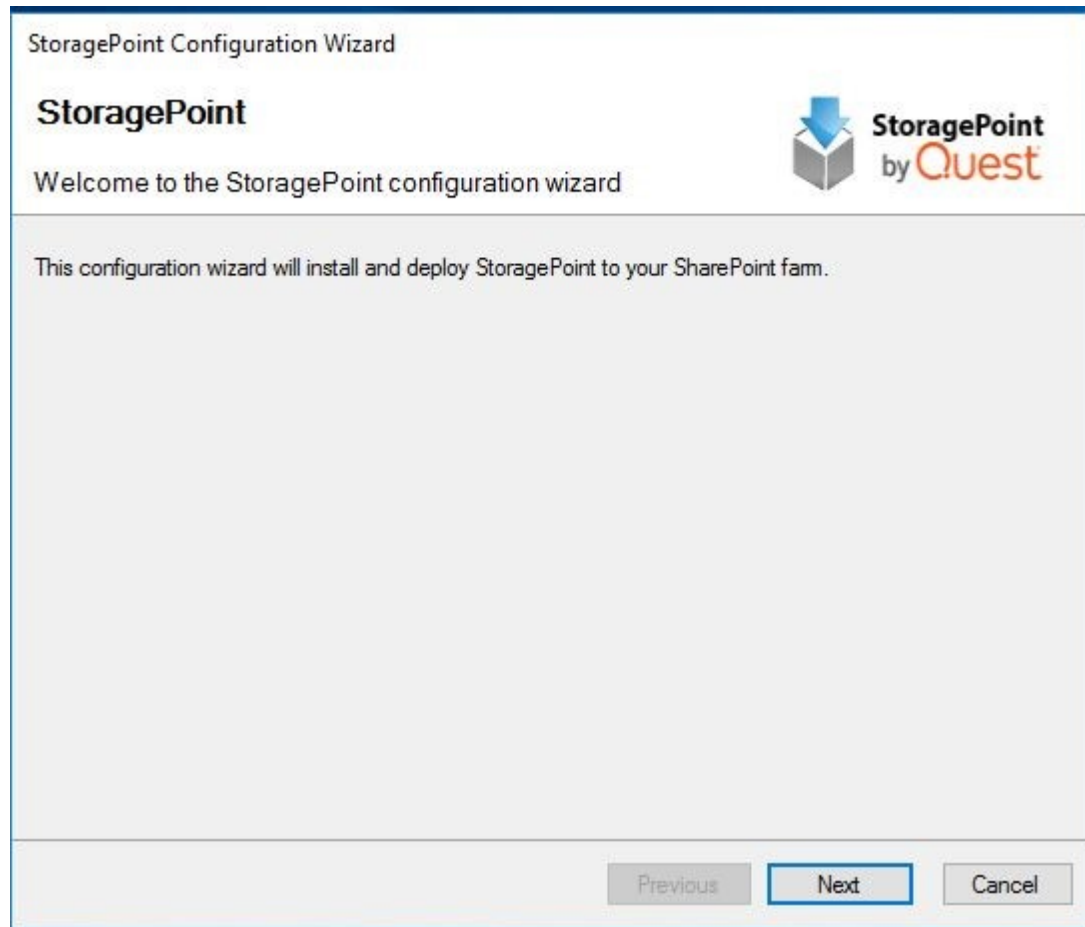 StoragePoint Configuration Wizard
StoragePoint
StoragePoint
by Quest
Welcome to the StoragePoint configuration wizard
This configuration wizard will install and deploy StoragePoint to your SharePoint farm.
Previous Next Cancel